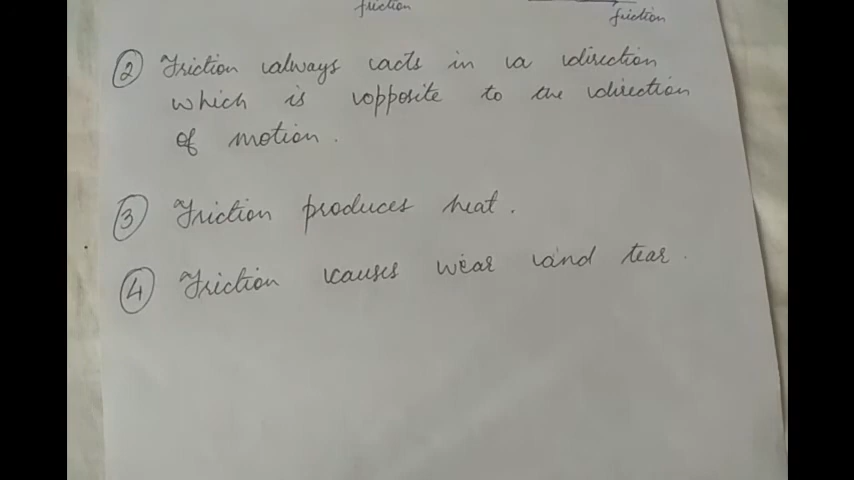 friction
friction
② Friction always acts in a direction
which is opposite to the direction
of motion.
③ Friction produces heat.
④ Friction causes wear and tear.